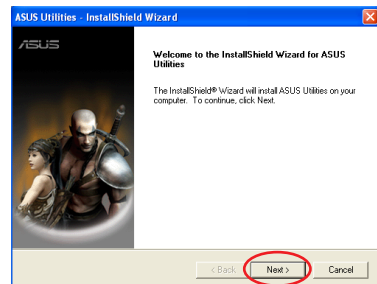 ASUS Utilities - InstallShield Wizard
ASUS
Welcome to the InstallShield Wizard for ASUS
Utilities
The InstallShield® Wizard will install ASUS Utilities on your
computer. To continue, click Next.
< Back
Next >
Cancel